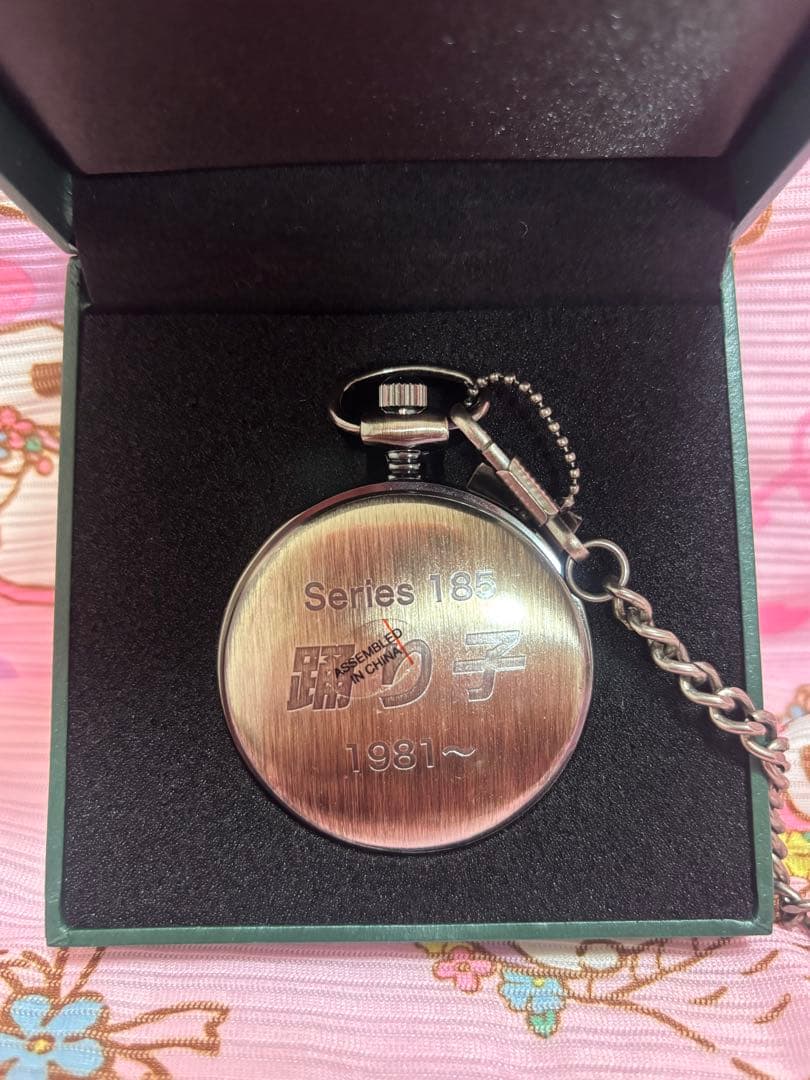 Series 185
踊り子
ASSEMBLED
IN CHINA
1981～